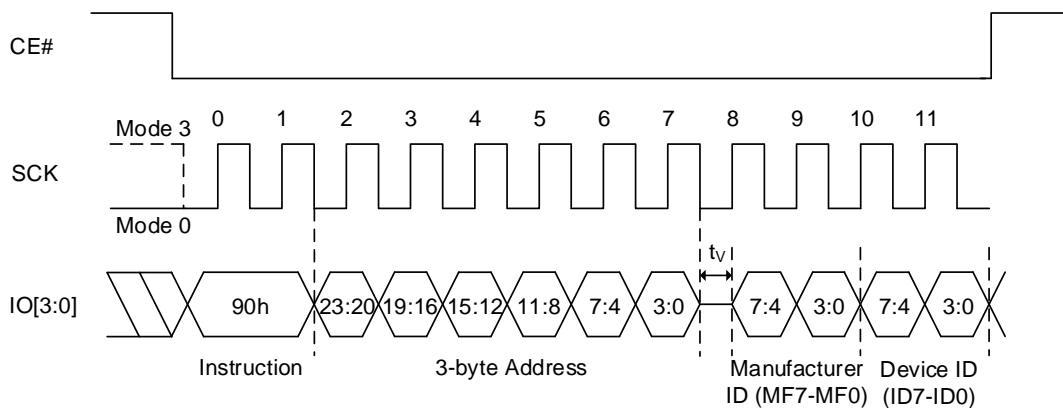 CE#
0 1 2 3 4 5 6 7 8 9 10 11
Mode 3
SCK
Mode 0
tV
IO[3:0] 90h 23:20 19:16 15:12 11:8 7:4 3:0 7:4 3:0 7:4 3:0
Instruction 3-byte Address Manufacturer Device ID
ID (MF7-MF0) (ID7-ID0)